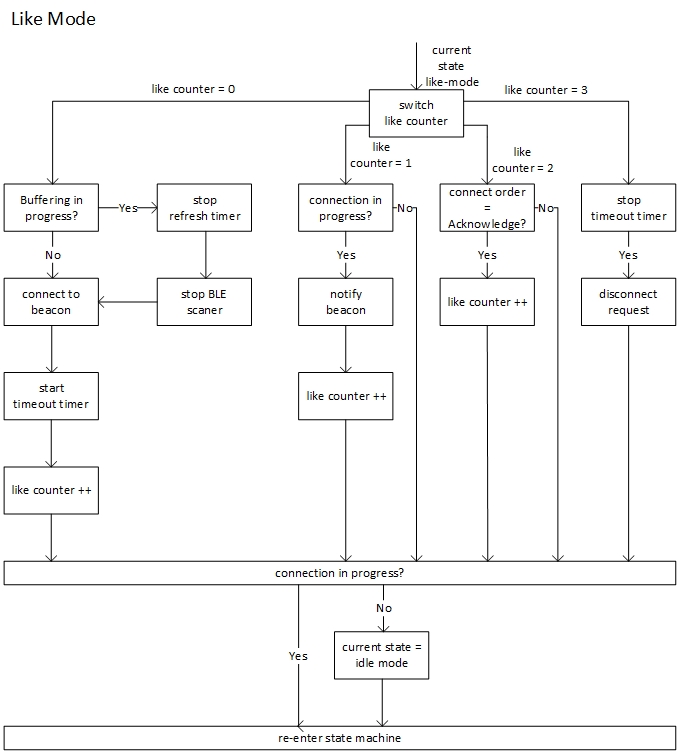 Like Mode
current
state
like-mode
like counter = 0
like counter = 3
switch
like counter
like
counter = 1
like
counter = 2
Buffering in
progress?
Yes
stop
refresh timer
connection in
progress?
No
connect order
=
Acknowledge?
No
stop
timeout timer
No
Yes
Yes
Yes
connect to
beacon
stop BLE
scaner
notify
beacon
like counter ++
disconnect
request
start
timeout timer
like counter ++
like counter ++
connection in progress?
No
Yes
current state =
idle mode
re-enter state machine